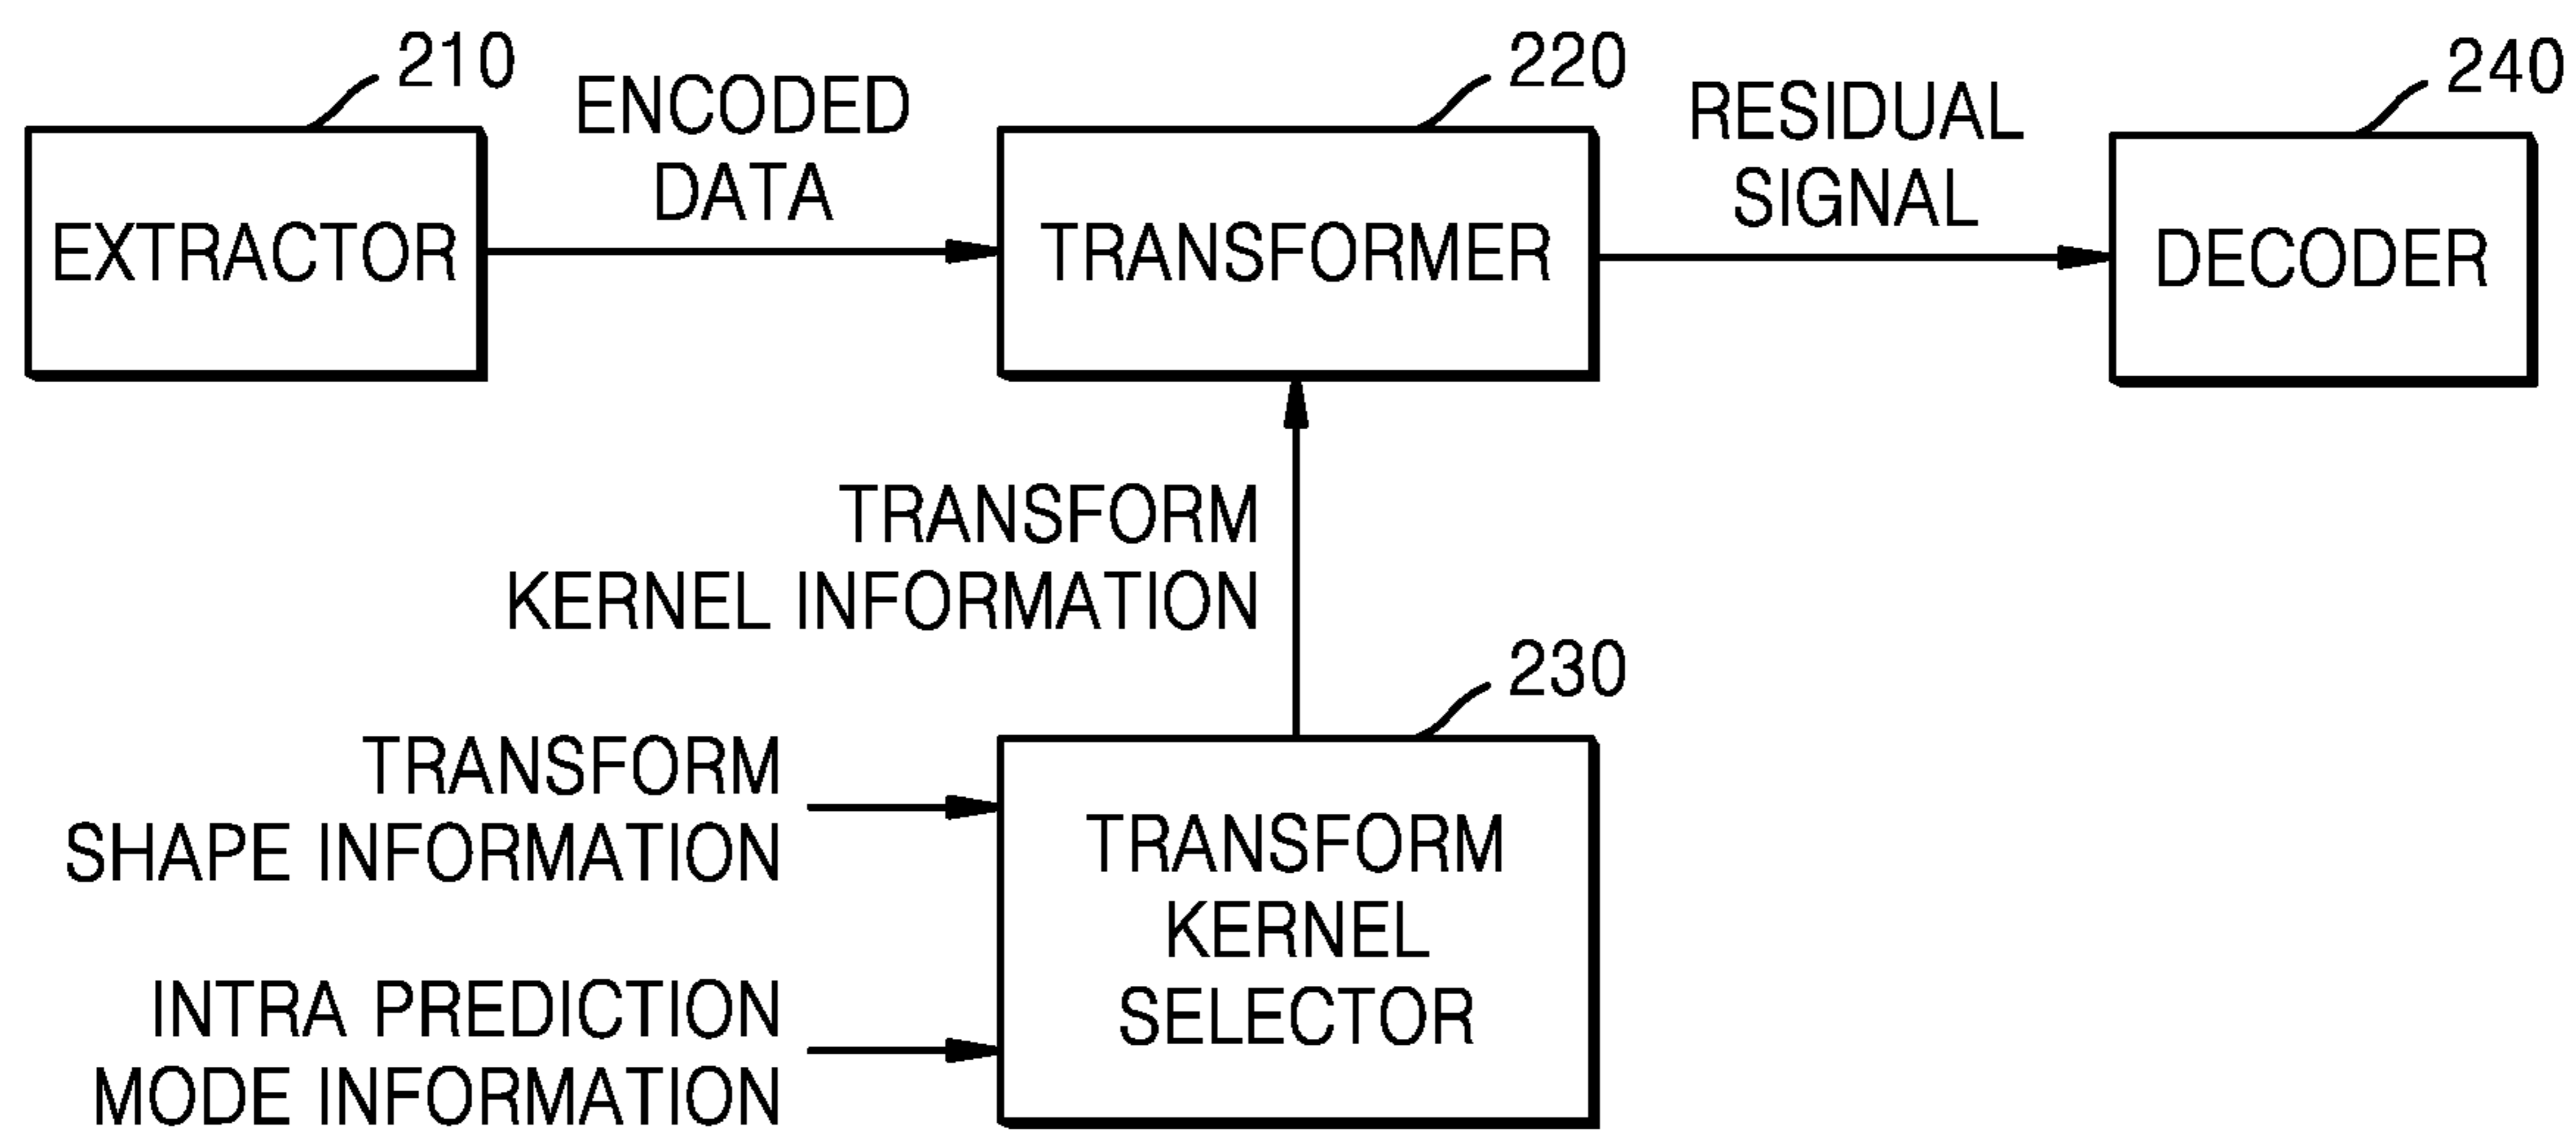 210
ENCODED
DATA
220
RESIDUAL
SIGNAL
240
EXTRACTOR
TRANSFORMER
DECODER
TRANSFORM
KERNEL INFORMATION
230
TRANSFORM
SHAPE INFORMATION
INTRA PREDICTION
MODE INFORMATION
TRANSFORM
KERNEL
SELECTOR